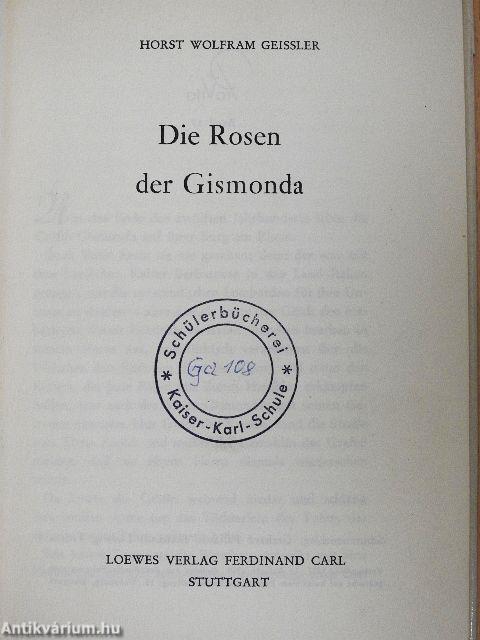 HORST WOLFRAM GEISSLER
Die Rosen
der Gismonda
* Schülerbücherei *
Ga 108
Kaiser-Karl-Schule
LOEWES VERLAG FERDINAND CARL
STUTTGART
Antikvárium.hu